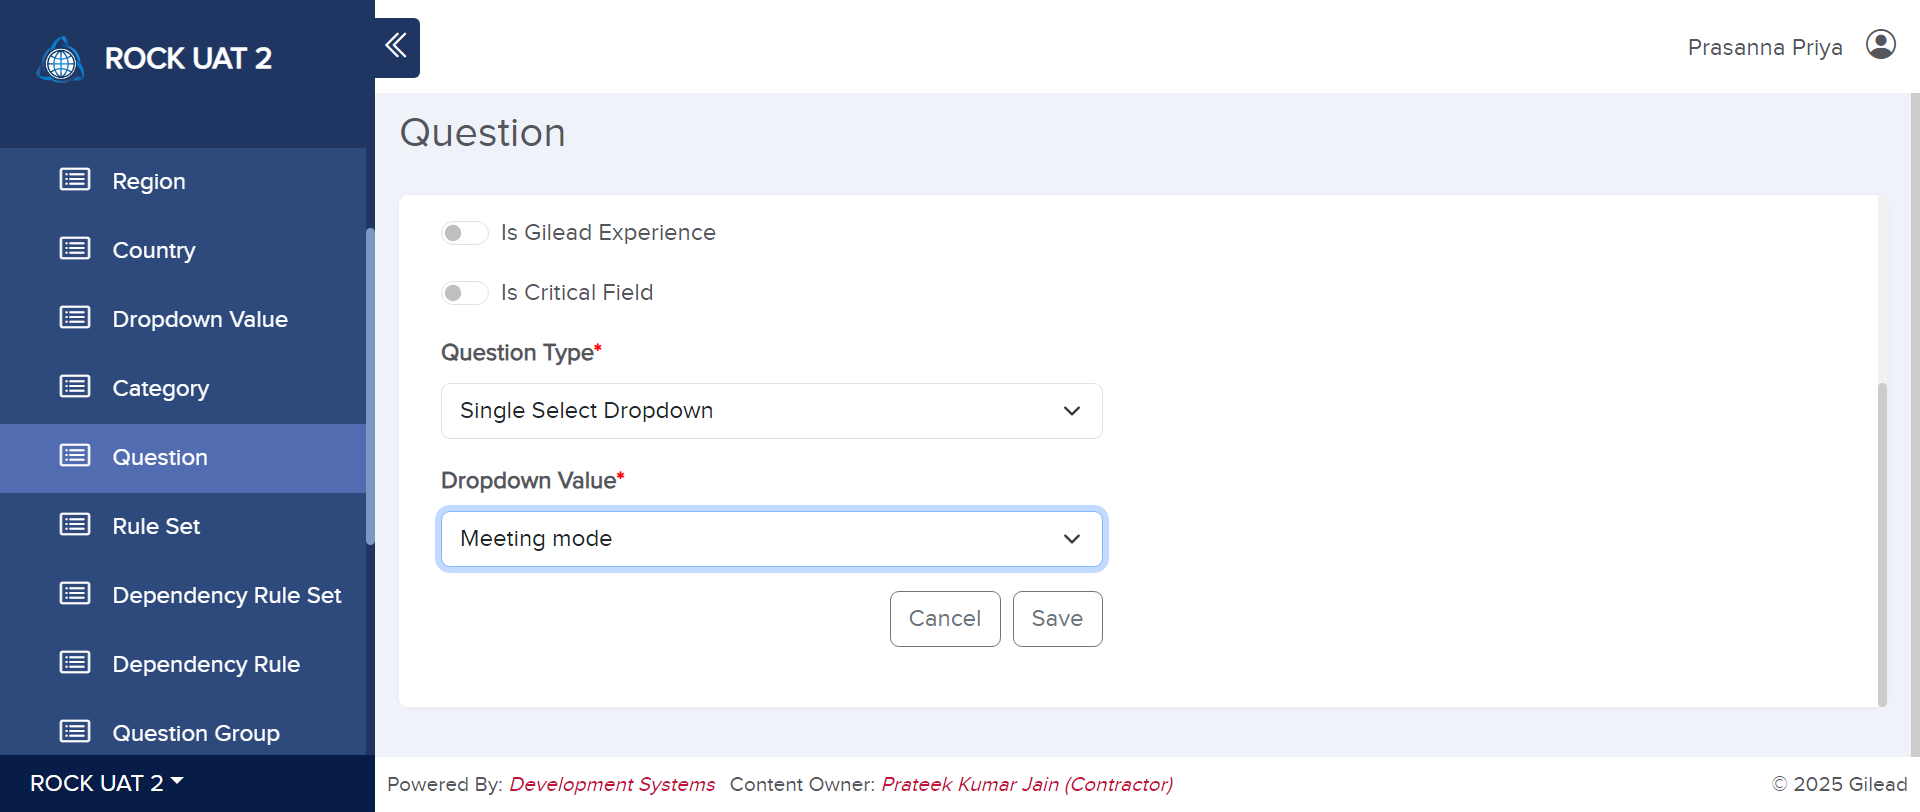 ROCK UAT 2
Prasanna Priya
Region
Country
Dropdown Value
Category
Question
Rule Set
Dependency Rule Set
Dependency Rule
Question Group
ROCK UAT 2
Question
Is Gilead Experience
Is Critical Field
Question Type*
Single Select Dropdown
Dropdown Value*
Meeting mode
Cancel Save
Powered By: Development Systems Content Owner: Prateek Kumar Jain (Contractor)
© 2025 Gilead